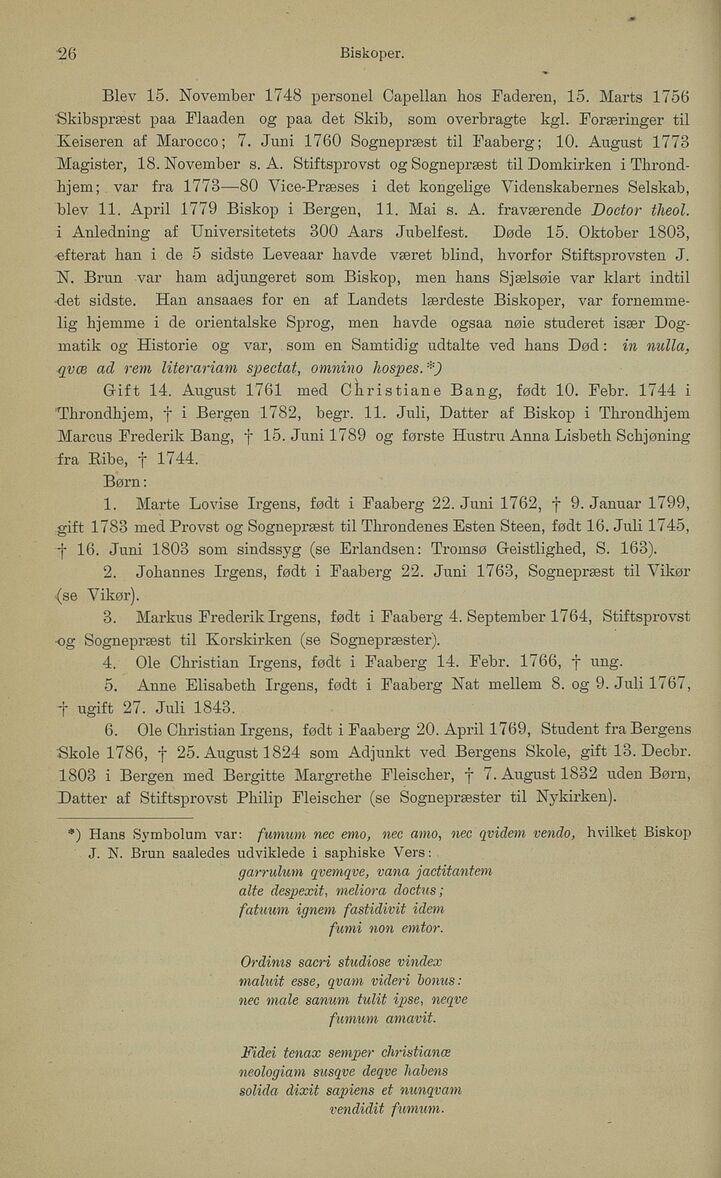 26 Biskoper.
Blev 15. November 1748 personel Capellan hos Faderen, 15. Marts 1756
Skibspræst paa Flaaden og paa det Skib, som overbragte kgl. Foræringer til
Keiseren af Marocco; 7. Juni 1760 Sognepræst til Faaberg; 10. August 1773
Magister, 18. November s. A. Stiftsprovst og Sognepræst til Domkirken i Thrond-
hjem; var fra 1773—80 Vice-Præses i det kongelige Videnskabernes Selskab,
blev 11. April 1779 Biskop i Bergen, 11. Mai s. A. fraværende Doctor theol.
i Anledning af Universitetets 300 Aars Jubelfest. Døde 15. Oktober 1803,
efterat han i de 5 sidste Leveaar havde været blind, hvorfor Stiftsprovsten J.
N. Brun var ham adjungeret som Biskop, men hans Sjælsøie var klart indtil
det sidste. Han ansaaes for en af Landets lærdeste Biskoper, var fornemme-
lig hjemme i de orientalske Sprog, men havde ogsaa nøie studeret især Dog-
matik og Historie og var, som en Samtidig udtalte ved hans Død: in nulla,
qvæ ad rem literariam spectat, omnino hospes.*)
Gift 14. August 1761 med Christiane Bang, født 10. Febr. 1744 i
Throndhjem, † i Bergen 1782, begr. 11. Juli, Datter af Biskop i Throndhjem
Marcus Frederik Bang, † 15. Juni 1789 og første Hustru Anna Lisbeth Schjøning
fra Ribe, † 1744.
Børn:
1. Marte Lovise Irgens, født i Faaberg 22. Juni 1762, † 9. Januar 1799,
gift 1783 med Provst og Sognepræst til Throndenes Esten Steen, født 16. Juli 1745,
† 16. Juni 1803 som sindssyg (se Erlandsen: Tromsø Geistlighed, S. 163).
2. Johannes Irgens, født i Faaberg 22. Juni 1763, Sognepræst til Vikør
(se Vikør).
3. Markus Frederik Irgens, født i Faaberg 4. September 1764, Stiftsprovst
og Sognepræst til Korskirken (se Sognepræster).
4. Ole Christian Irgens, født i Faaberg 14. Febr. 1766, † ung.
5. Anne Elisabeth Irgens, født i Faaberg Nat mellem 8. og 9. Juli 1767,
† ugift 27. Juli 1843.
6. Ole Christian Irgens, født i Faaberg 20. April 1769, Student fra Bergens
Skole 1786, † 25. August 1824 som Adjunkt ved Bergens Skole, gift 13. Decbr.
1803 i Bergen med Bergitte Margrethe Fleischer, † 7. August 1832 uden Børn,
Datter af Stiftsprovst Philip Fleischer (se Sognepræster til Nykirken).
*) Hans Symbolum var: fumum nec emo, nec amo, nec qvidem vendo, hvilket Biskop
J. N. Brun saaledes udviklede i saphiske Vers:
garrulum qvemqve, vana jactitantem
alte despexit, meliora doctus;
fatuum ignem fastidivit idem
fumi non emtor.
Ordinis sacri studiose vindex
maluit esse, qvam videri bonus:
nec male sanum tulit ipse, neqve
fumum amavit.
Fidei tenax semper christianæ
neologiam susqve deqve habens
solida dixit sapiens et nunqvam
vendidit fumum.